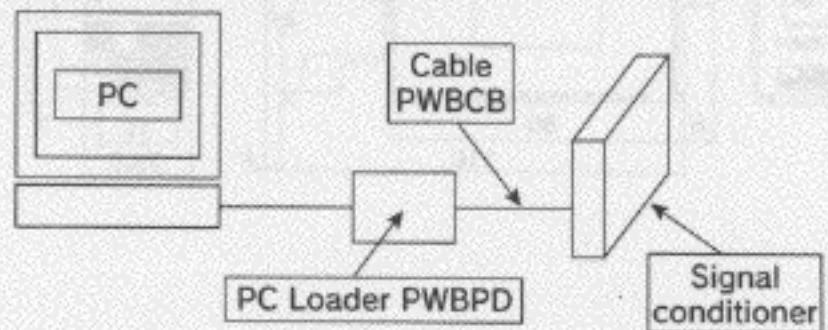 PC
Cable
PWBCB
PC Loader PWBPD
Signal
conditioner